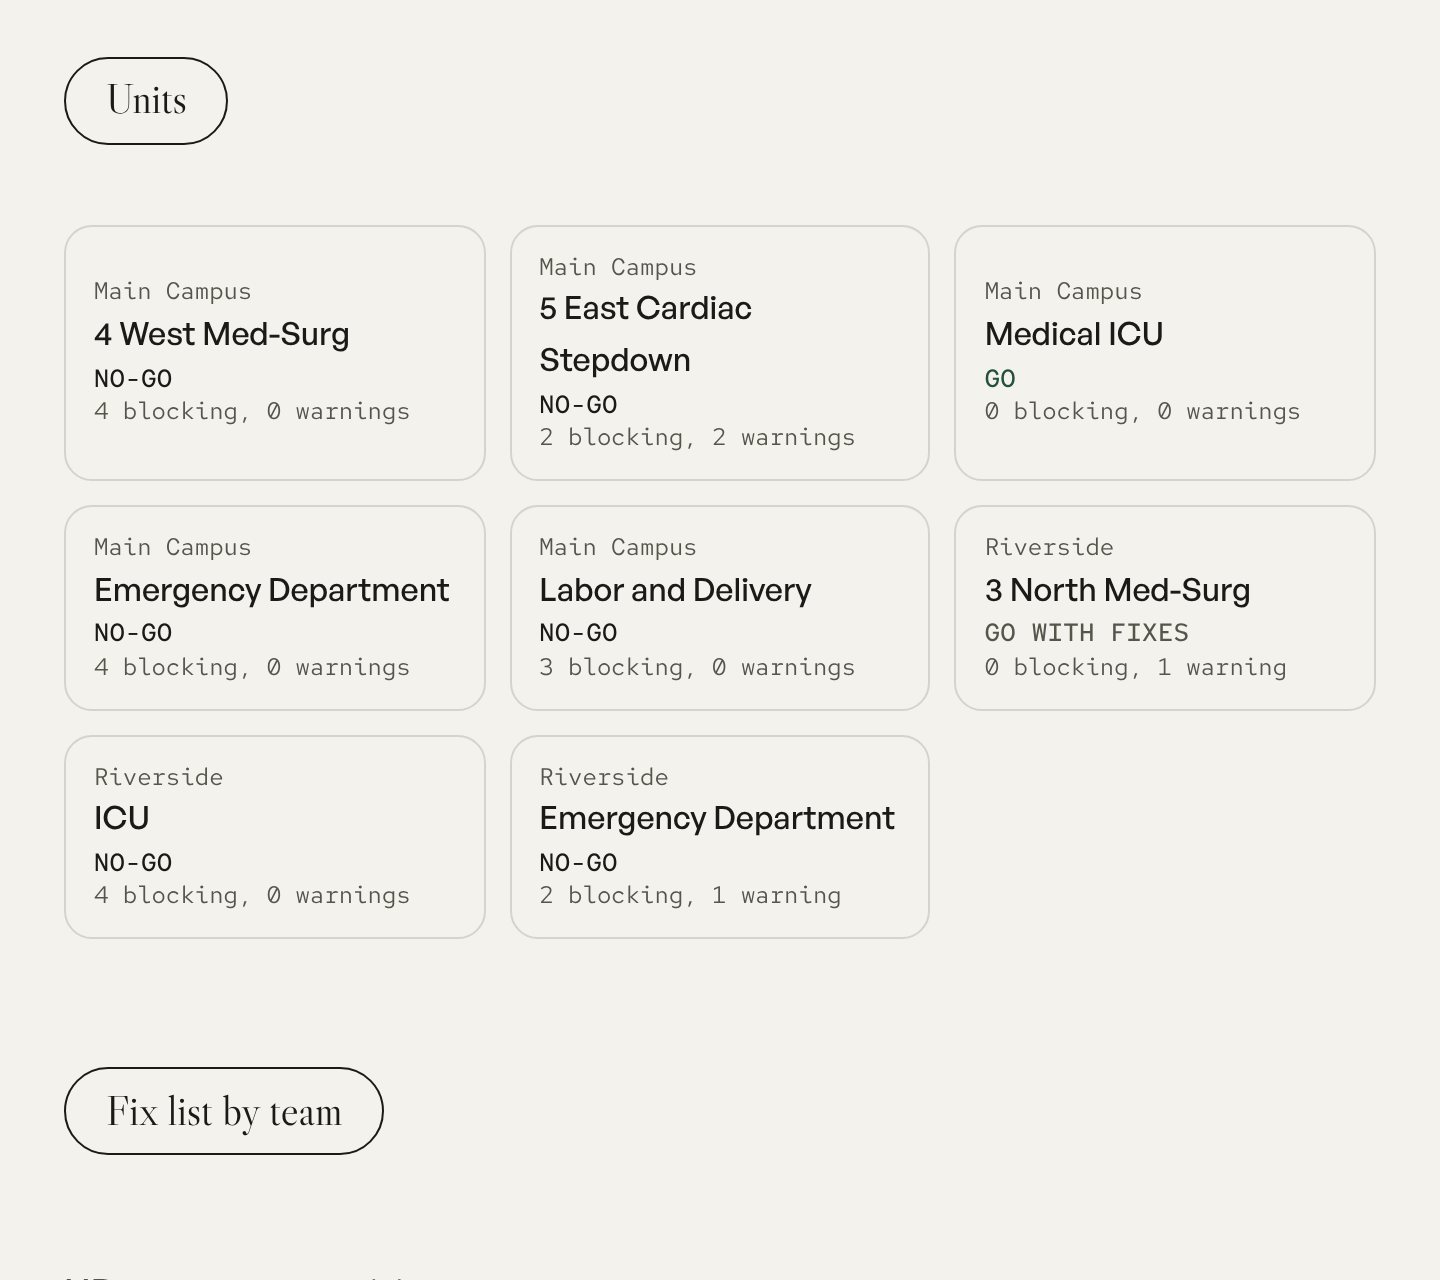 Units
Main Campus
4 West Med-Surg
NO-GO
4 blocking, 0 warnings
Main Campus
5 East Cardiac
Stepdown
NO-GO
2 blocking, 2 warnings
Main Campus
Medical ICU
GO
0 blocking, 0 warnings
Main Campus
Emergency Department
NO-GO
4 blocking, 0 warnings
Main Campus
Labor and Delivery
NO-GO
3 blocking, 0 warnings
Riverside
3 North Med-Surg
GO WITH FIXES
0 blocking, 1 warning
Riverside
ICU
NO-GO
4 blocking, 0 warnings
Riverside
Emergency Department
NO-GO
2 blocking, 1 warning
Fix list by team